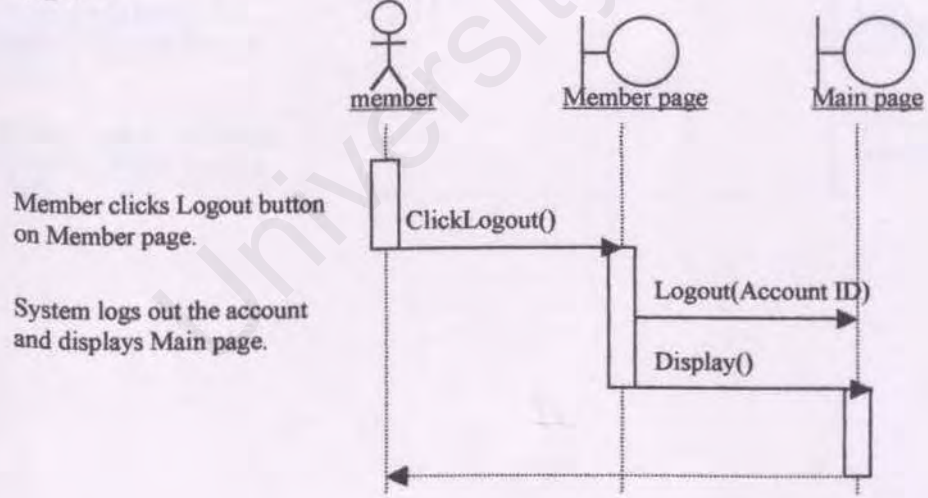 member
Member page
Main page
Member clicks Logout button
on Member page.
ClickLogout()
Logout(Account ID)
System logs out the account
and displays Main page.
Display()
University